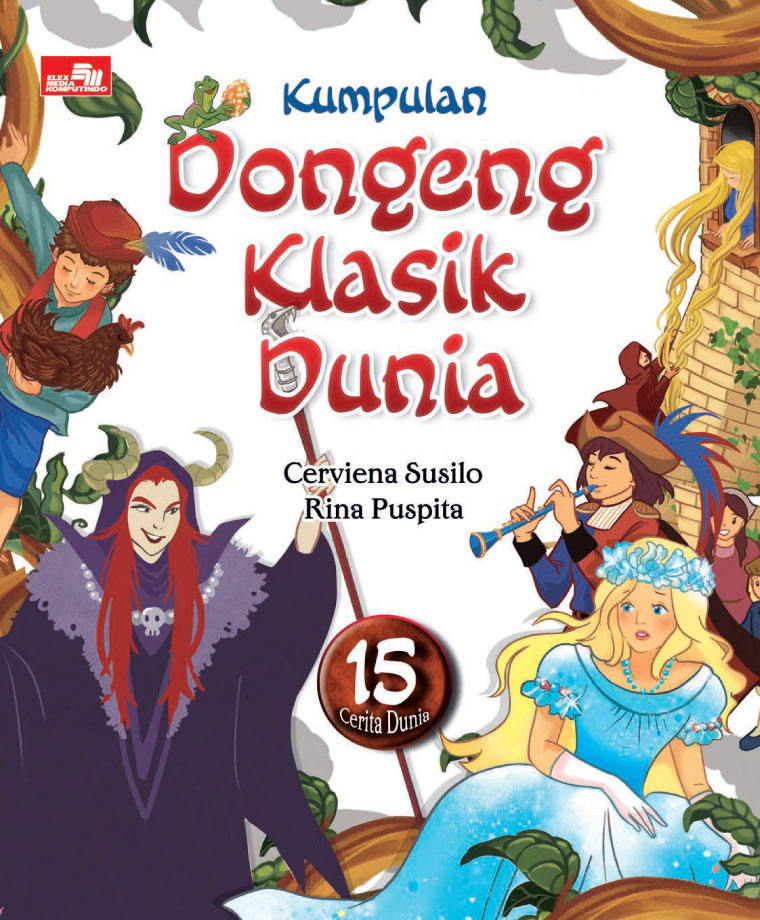 ELEX
MEDIA
KOMPUTINDO
Kumpulan
Dongeng
Klasik
Dunia
Cerviena Susilo
Rina Puspita
15
Cerita Dunia